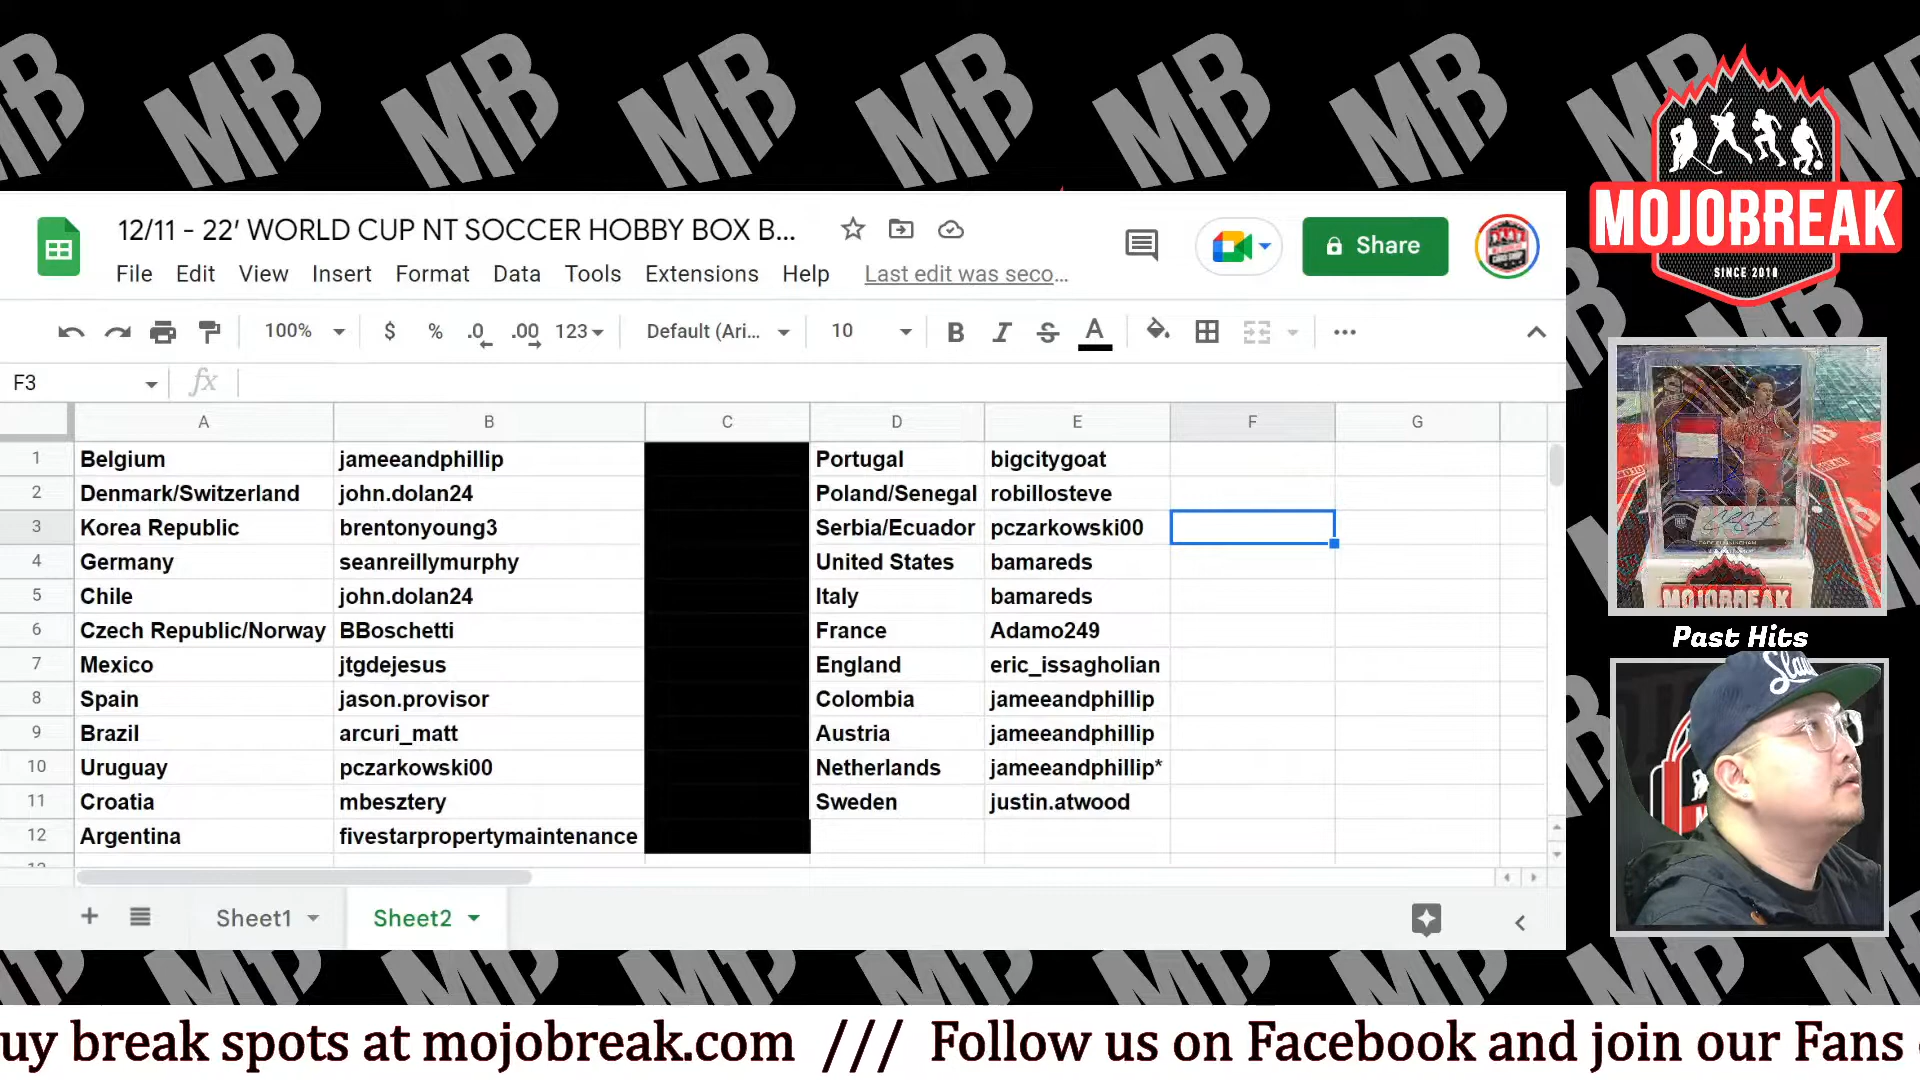 12/11 - 22' WORLD CUP NT SOCCER HOBBY BOX B...
File Edit View Insert Format Data Tools Extensions Help Last edit was seco...
Share
100% $ % .0 .00 123 Default (Ari... 10 B I S A
F3 fx
A B C D E F G
1 Belgium jameeandphillip Portugal bigcitygoat
2 Denmark/Switzerland john.dolan24 Poland/Senegal robillosteve
3 Korea Republic brentonyoung3 Serbia/Ecuador pczarkowski00
4 Germany seanreillymurphy United States bamareds
5 Chile john.dolan24 Italy bamareds
6 Czech Republic/Norway BBoschetti France Adamo249
7 Mexico jtgdejesus England eric_issagholian
8 Spain jason.provisor Colombia jameeandphillip
9 Brazil arcuri_matt Austria jameeandphillip
10 Uruguay pczarkowski00 Netherlands jameeandphillip*
11 Croatia mbesztery Sweden justin.atwood
12 Argentina fivestarpropertymaintenance
Sheet1 Sheet2
MOJOBREAK
SINCE 2010
MOJOBREAK
Past Hits
uy break spots at mojobreak.com /// Follow us on Facebook and join our Fans